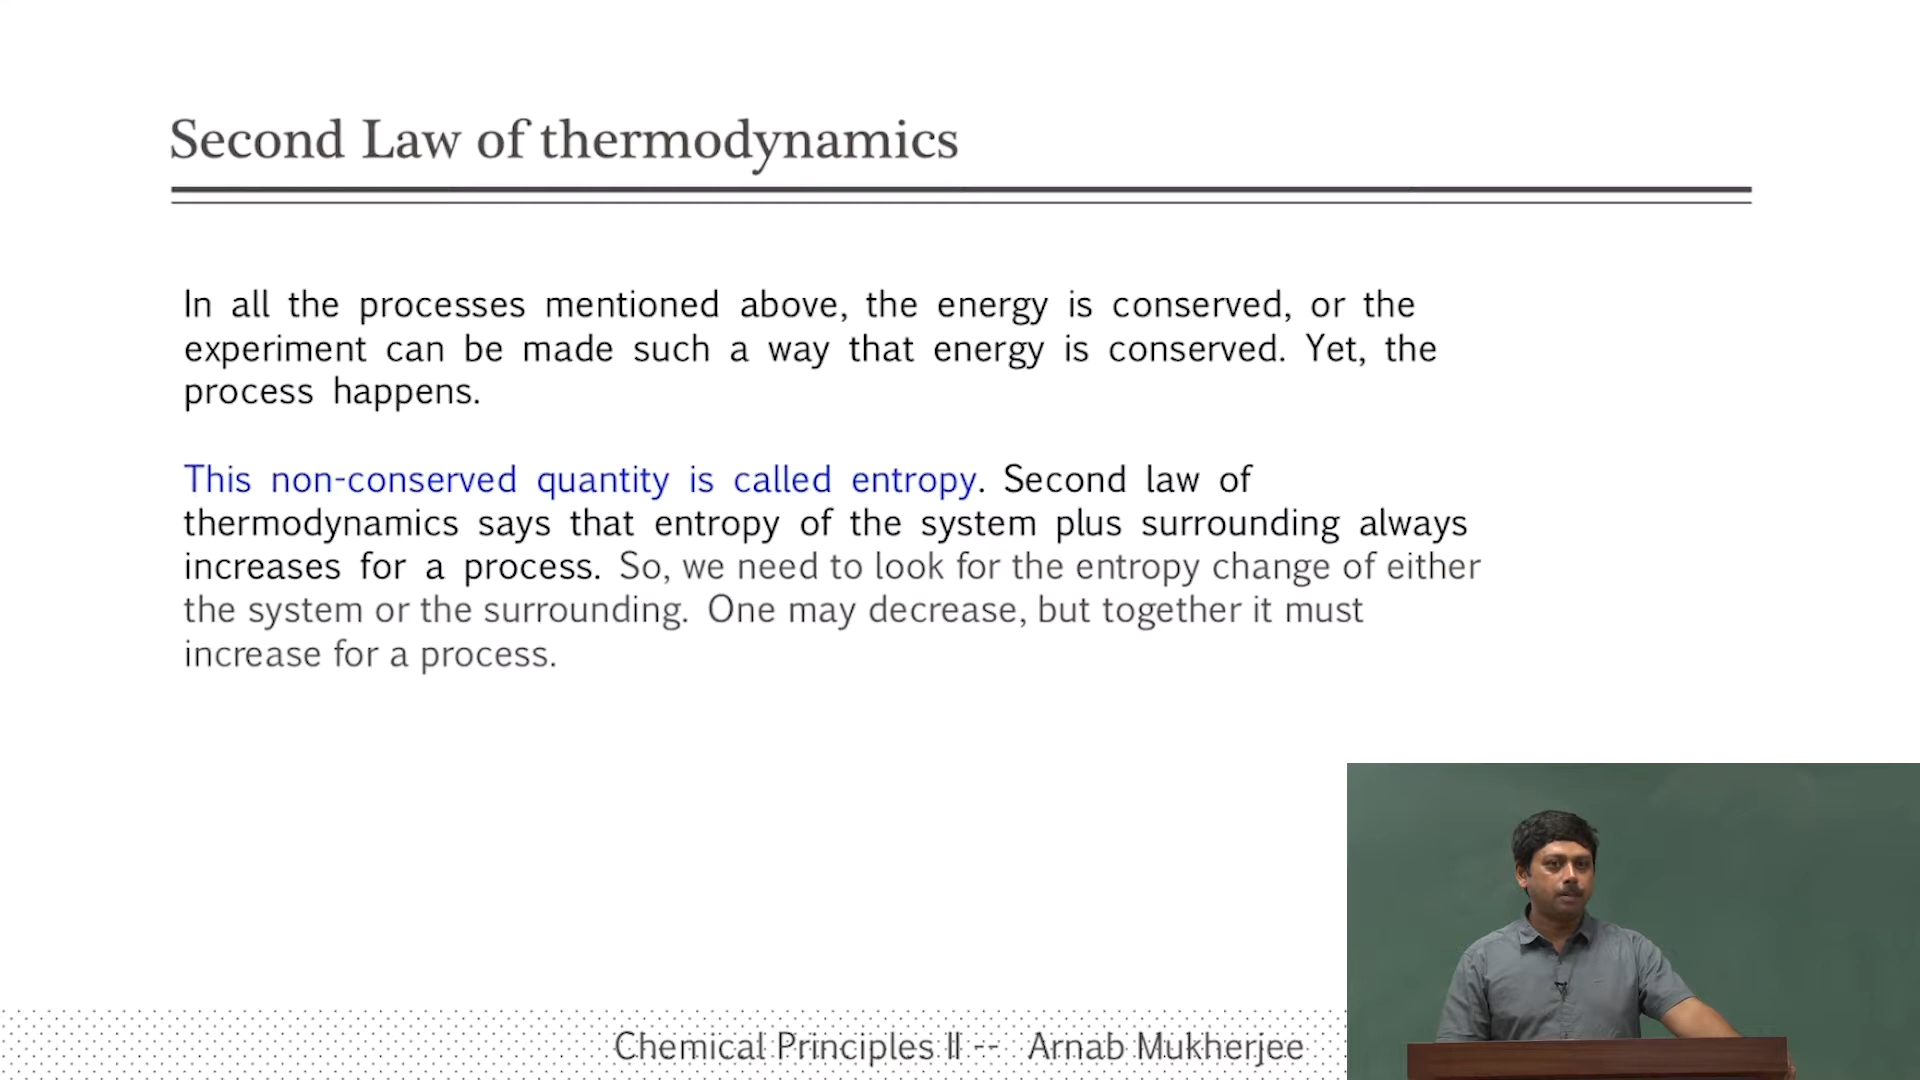 Second Law of thermodynamics
In all the processes mentioned above, the energy is conserved, or the
experiment can be made such a way that energy is conserved. Yet, the
process happens.
This non-conserved quantity is called entropy. Second law of
thermodynamics says that entropy of the system plus surrounding always
increases for a process. So, we need to look for the entropy change of either
the system or the surrounding. One may decrease, but together it must
increase for a process.
Chemical Principles II -- Arnab Mukherjee